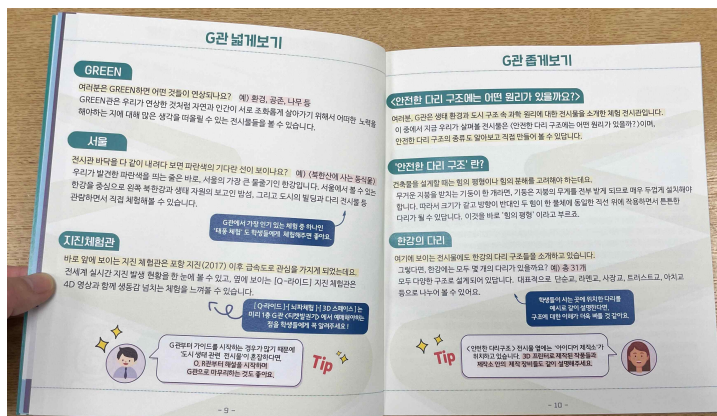 G관 넓게보기
GREEN
여러분은 GREEN하면 어떤 것들이 연상되나요? 예) 환경, 공존, 나무 등
GREEN관은 우리가 연상한 것처럼 자연과 인간이 서로 조화롭게 살아가기 위해서 어떠한 노력을
해야하는 지에 대해 많은 생각을 떠올릴 수 있는 전시물들을 볼 수 있습니다.
서울
전시관 바닥을 다 같이 내려다 보면 파란색의 기다란 선이 보이나요? 예) (북한산에 사는 동식물)
우리가 발견한 파란색을 띄는 줄은 바로, 서울의 가장 큰 물줄기인 한강입니다. 서울에서 볼 수 있는
한강을 중심으로 왼쪽 북한강과 생태 자원의 보고인 밤섬, 그리고 도시의 빌딩과 다리 전시물 등
관람하면서 직접 체험해볼 수 있습니다.
G관에서 가장 인기 있는 체험 중 하나인
'태풍 체험' 도 학생들에게 체험해주면 좋아요.
지진체험관
바로 앞에 보이는 지진 체험관은 포항 지진(2017) 이후 급속도로 관심을 가지게 되었는데요.
전세계 실시간 지진 발생 현황을 한 눈에 볼 수 있고, 옆에 보이는 [Q-라이드] 지진 체험관은
4D 영상과 함께 생동감 넘치는 체험을 느껴볼 수 있습니다.
[Q-라이드]·[뇌파체험]·[3D 스페이스]는
미리 1층 G관 <티켓발권기> 에서 예매해야하는
점을 학생들에게 꼭 알려주세요!
G관부터 가이드를 시작하는 경우가 많기 때문에
'도시 생태 관련 전시물'이 혼잡하다면,
O, R관부터 해설을 시작하여
G관으로 마무리하는 것도 좋아요.
Tip
- 9 -
G관 좁게보기
<안전한 다리 구조에는 어떤 원리가 있을까요?>
여러분, G관은 생태 환경과 도시 구조 속 과학 원리에 대한 전시물을 소개한 체험 전시관입니다.
이 중에서 지금 우리가 살펴볼 전시물은 <안전한 다리 구조에는 어떤 원리가 있을까?>이며,
안전한 다리 구조의 종류도 알아보고 직접 만들어 볼 수 있답니다.
'안전한 다리 구조' 란?
건축물을 설계할 때는 힘의 평형이나 힘의 분해를 고려해야 하는데요.
무거운 지붕을 받치는 기둥이 한 개라면, 기둥은 지붕의 무게를 전부 받게 되므로 매우 두껍게 설치해야
합니다. 따라서 크기가 같고 방향이 반대인 두 힘이 한 물체에 동일한 직선 위에 작용하면서 튼튼한
다리가 될 수 있답니다. 이것을 바로 '힘의 평형' 이라고 부르죠.
한강의 다리
여기에 보이는 전시물에도 한강의 다리 구조들을 소개하고 있습니다.
그렇다면, 한강에는 모두 몇 개의 다리가 있을까요? 예) 총 31개
모두 다양한 구조로 설계되어 있답니다. 대표적으로 단순교, 라멘교, 사장교, 트러스트교, 아치교
등으로 나누어 볼 수 있어요.
학생들이 사는 곳에 위치한 다리를
예시로 같이 설명한다면,
구조에 대한 이해가 더욱 빠를 것 같아요.
Tip
<안전한 다리구조> 전시물 옆에는 '아이디어 제작소'가
위치하고 있습니다. 3D 프린터로 제작된 작품들과
제작소 안의 제작 장비들도 같이 설명해주세요.
- 10 -